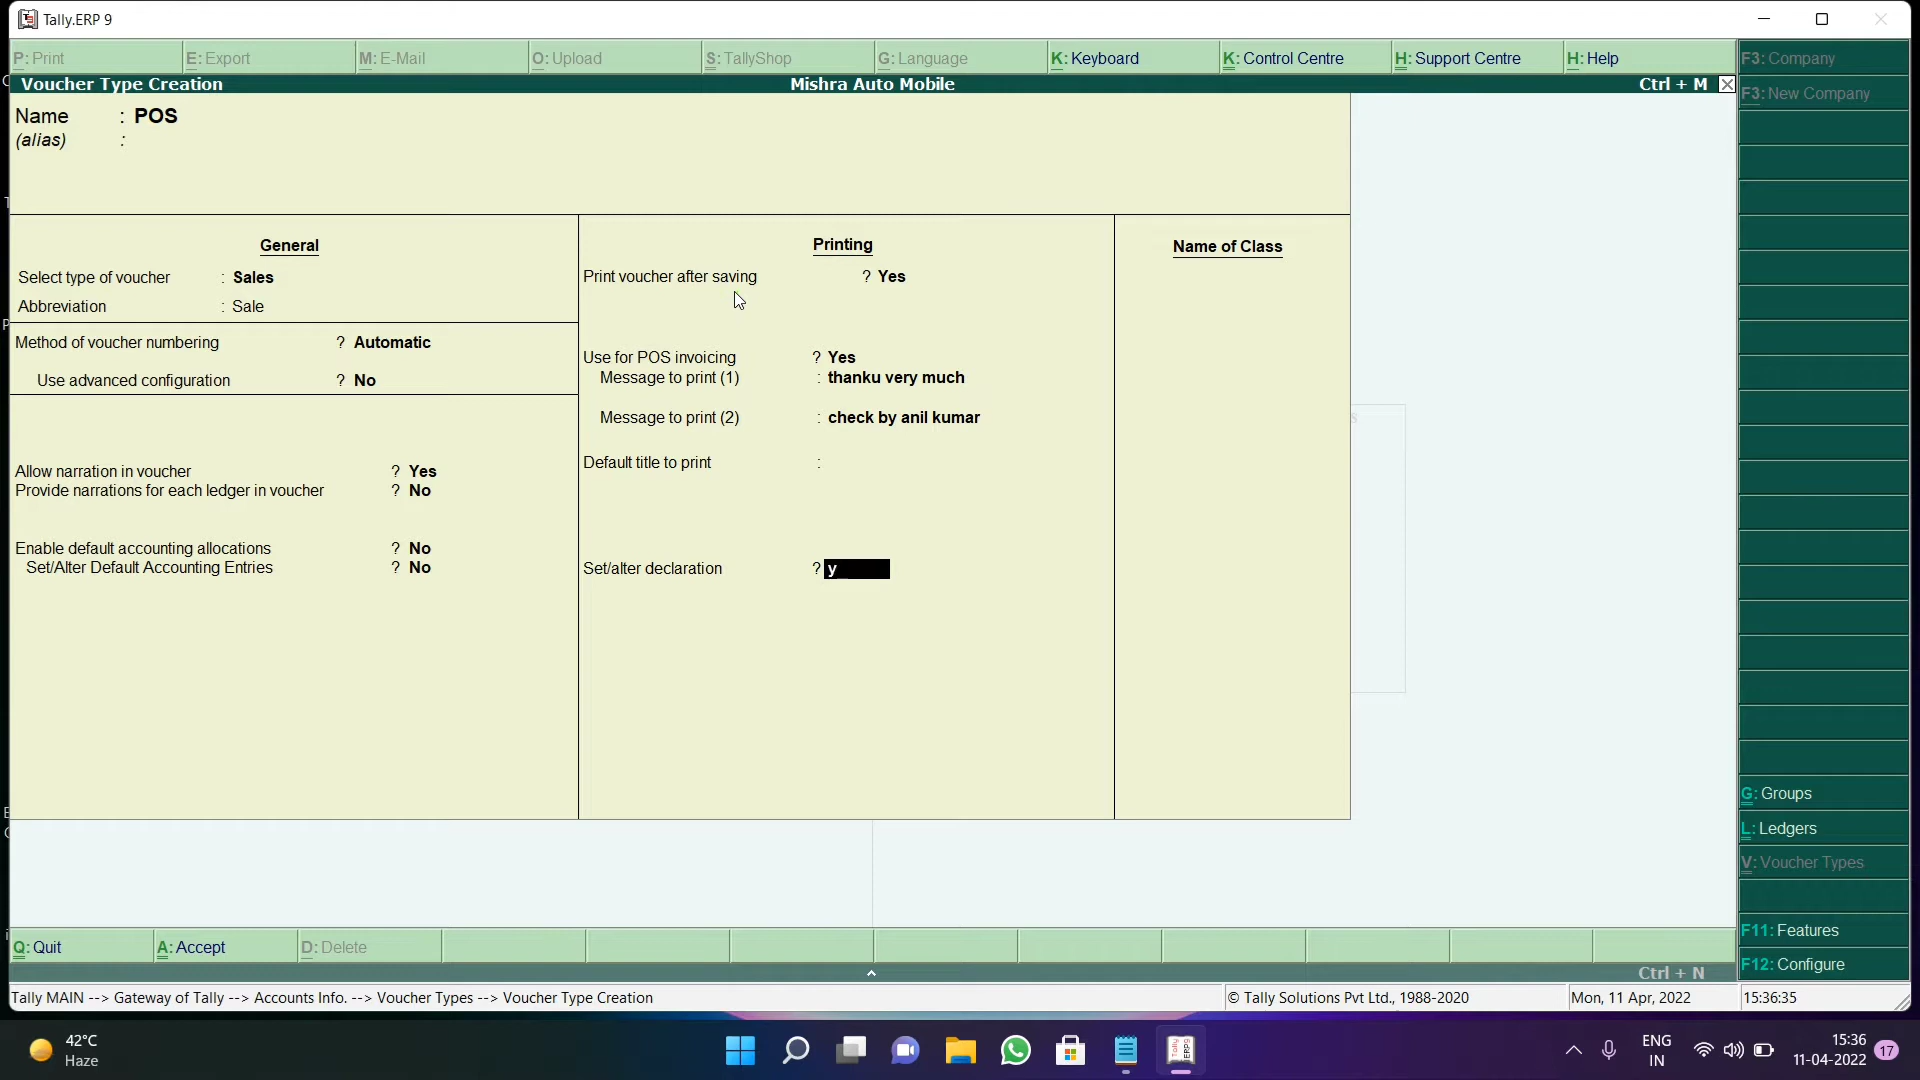 Tally.ERP 9
P: Print E: Export M: E-Mail O: Upload S: TallyShop G: Language K: Keyboard K: Control Centre H: Support Centre H: Help
Voucher Type Creation Mishra Auto Mobile Ctrl + M
Name : POS
(alias) :
General
Select type of voucher : Sales
Abbreviation : Sale
Method of voucher numbering ? Automatic
Use advanced configuration ? No
Allow narration in voucher ? Yes
Provide narrations for each ledger in voucher ? No
Enable default accounting allocations ? No
Set/Alter Default Accounting Entries ? No
Printing
Print voucher after saving ? Yes
Use for POS invoicing ? Yes
Message to print (1) : thanku very much
Message to print (2) : check by anil kumar
Default title to print :
Set/alter declaration ? y
Name of Class
F3: Company
F3: New Company
G: Groups
L: Ledgers
V: Voucher Types
F11: Features
F12: Configure
Q: Quit A: Accept D: Delete
Ctrl + N
Tally MAIN --> Gateway of Tally --> Accounts Info. --> Voucher Types --> Voucher Type Creation © Tally Solutions Pvt Ltd., 1988-2020 Mon, 11 Apr, 2022 15:36:35
42°C
Haze
Tally
ERP9
ENG
IN
15:36
11-04-2022
17